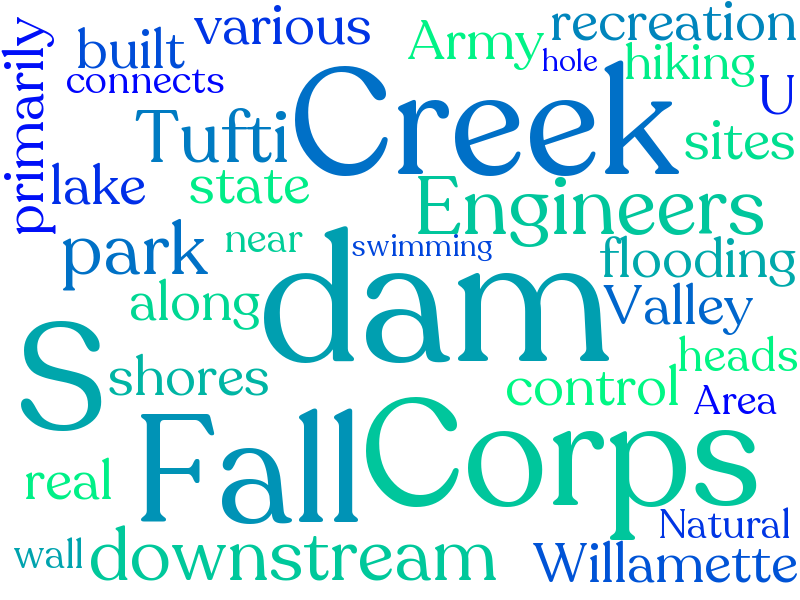 primarily
built
various
connects
Army
recreation
hole
hiking
U
Tufti
Creek
sites
lake
state
Engineers
park
near
swimming
flooding
along
dam
Valley
S
shores
control
heads
Area
Fall
Corps
real
wall
downstream
Natural
Willamette